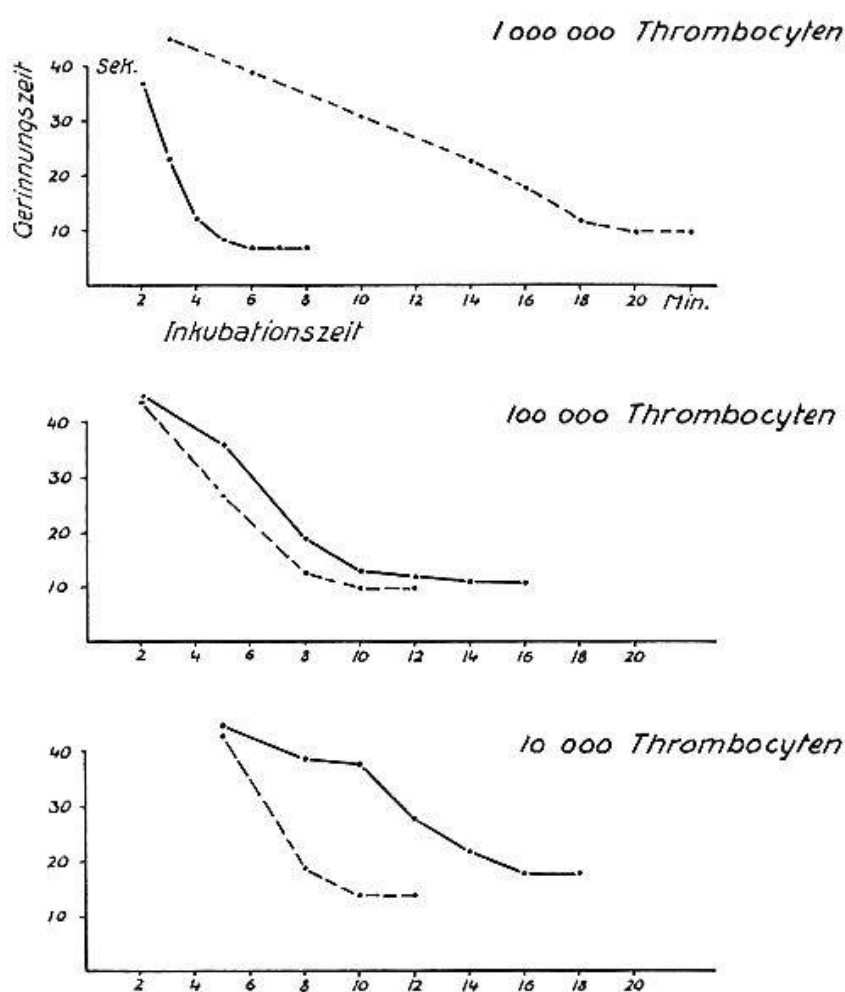 1 000 000 Thrombocyten
Gerinnungszeit
Sek.
40
30
20
10
2 4 6 8 10 12 14 16 18 20 Min.
Inkubationszeit
100 000 Thrombocyten
40
30
20
10
2 4 6 8 10 12 14 16 18 20
10 000 Thrombocyten
40
30
20
10
2 4 6 8 10 12 14 16 18 20